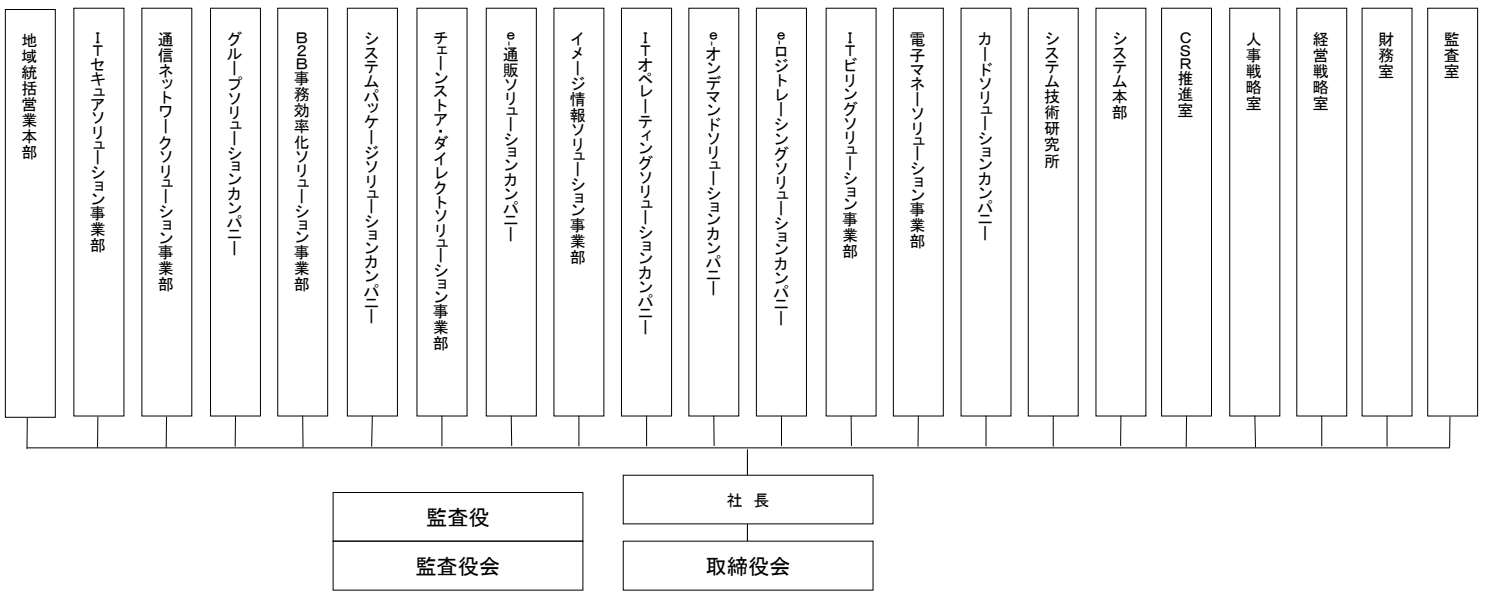 地域統括営業本部
ITセキュアソリューション事業部
通信ネットワークソリューション事業部
グループソリューションカンパニー
B2B事務効率化ソリューション事業部
システムパッケージソリューションカンパニー
チェーンストア・ダイレクトソリューション事業部
e-通販ソリューションカンパニー
イメージ情報ソリューション事業部
ITオペレーティングソリューションカンパニー
e-オンデマンドソリューションカンパニー
e-ロジトレーシングソリューションカンパニー
ITビリングソリューション事業部
電子マネーソリューション事業部
カードソリューションカンパニー
システム技術研究所
システム本部
CSR推進室
人事戦略室
経営戦略室
財務室
監査室
社 長
監査役
監査役会
取締役会